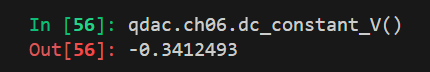 In [56]: qdac.ch06.dc_constant_V()
Out[56]: -0.3412493